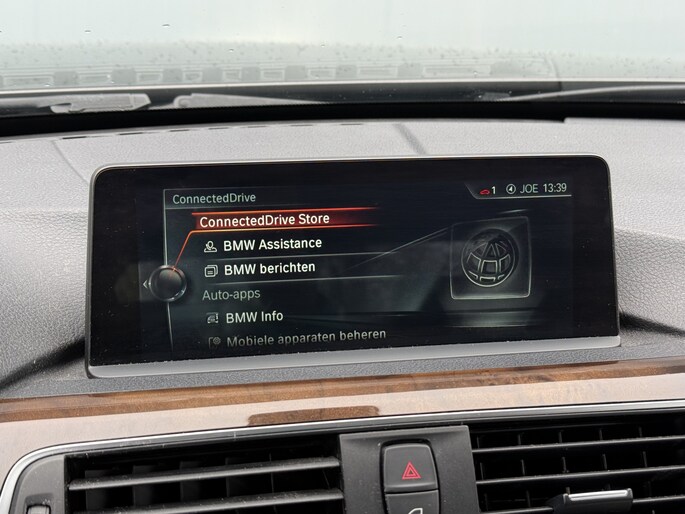 ConnectedDrive
1 JOE 13:39
ConnectedDrive Store
BMW Assistance
BMW berichten
Auto-apps
BMW Info
Mobiele apparaten beheren